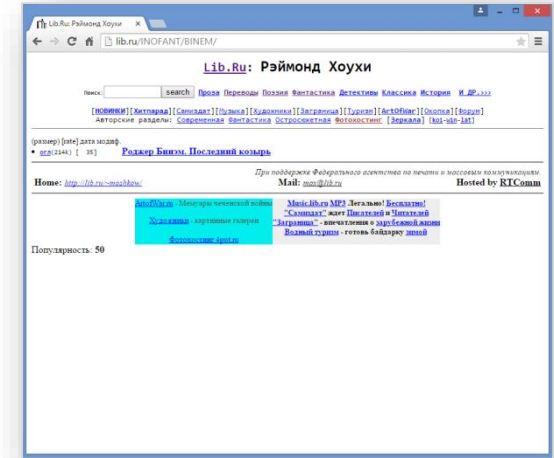 Lib.Ru: Рэймонд Хоухи
lib.ru/INOFANT/BINEM/
Lib.Ru: Рэймонд Хоухи
Поиск: search Проза Переводы Поэзия Фантастика Детективы Классика История И ДР.>>>
[НОВИНКИ][Хитпарад][Самиздат][Музыка][Художники][Заграница][Туризм][ArtOfWar][Окопка][Форум]
Авторские разделы: Современная Фантастика Остросюжетная Фотохостинг [Зеркала] [koi-win-lat]
(размер) [rate] дата модиф.
• огл(214k) [ 35] Роджер Бинэм. Последний козырь
При поддержке Федерального агентства по печати и массовым коммуникациям.
Home: http://lib.ru/~moshkow/ Mail: max@lib.ru Hosted by RTComm
ArtofWar.ru - Мемуары чеченской войны
Художники - картинные галереи
Фотохостинг 4put.ru
Music.lib.ru MP3 Легально! Бесплатно!
"Самиздат" ждет Писателей и Читателей
"Заграница" - впечатления о зарубежной жизни
Водный туризм - готовь байдарку зимой
Популярность: 50